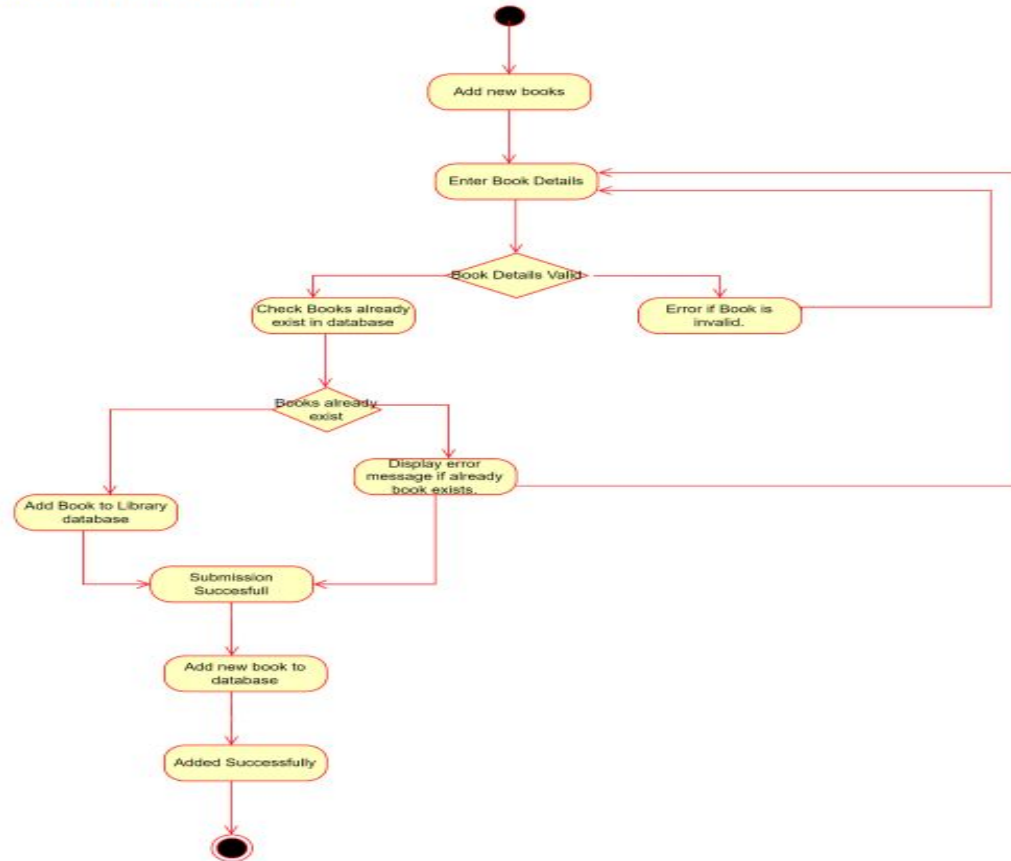 Add new books
Enter Book Details
Book Details Valid
Check Books already
exist in database
Error if Book is
invalid.
Books already
exist
Display error
message if already
book exists.
Add Book to Library
database
Submission
Succesfull
Add new book to
database
Added Successfully